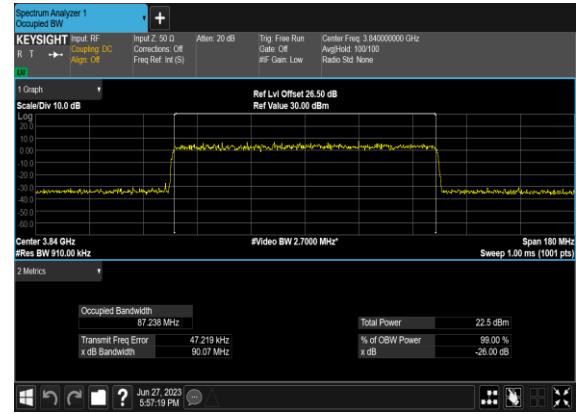 Spectrum Analyzer 1
Occupied BW
+
KEYSIGHT Input: RF Input Z: 50 Ω Atten: 20 dB Trig: Free Run Center Freq: 3.840000000 GHz
R T Coupling: DC Corrections: Off Gate: Off Avg|Hold: 100/100
Align: Off Freq Ref: Int (S) #IF Gain: Low Radio Std: None
LW
1 Graph
Ref Lvl Offset 26.50 dB
Scale/Div 10.0 dB Ref Value 30.00 dBm
Log
20.0
10.0
0.00
-10.0
-20.0
-30.0
-40.0
-50.0
-60.0
Center 3.84 GHz #Video BW 2.7000 MHz* Span 180 MHz
#Res BW 910.00 kHz Sweep 1.00 ms (1001 pts)
2 Metrics
Occupied Bandwidth
87.238 MHz Total Power 22.5 dBm
Transmit Freq Error 47.219 kHz % of OBW Power 99.00 %
x dB Bandwidth 90.07 MHz x dB -26.00 dB
?
Jun 27, 2023
5:57:19 PM